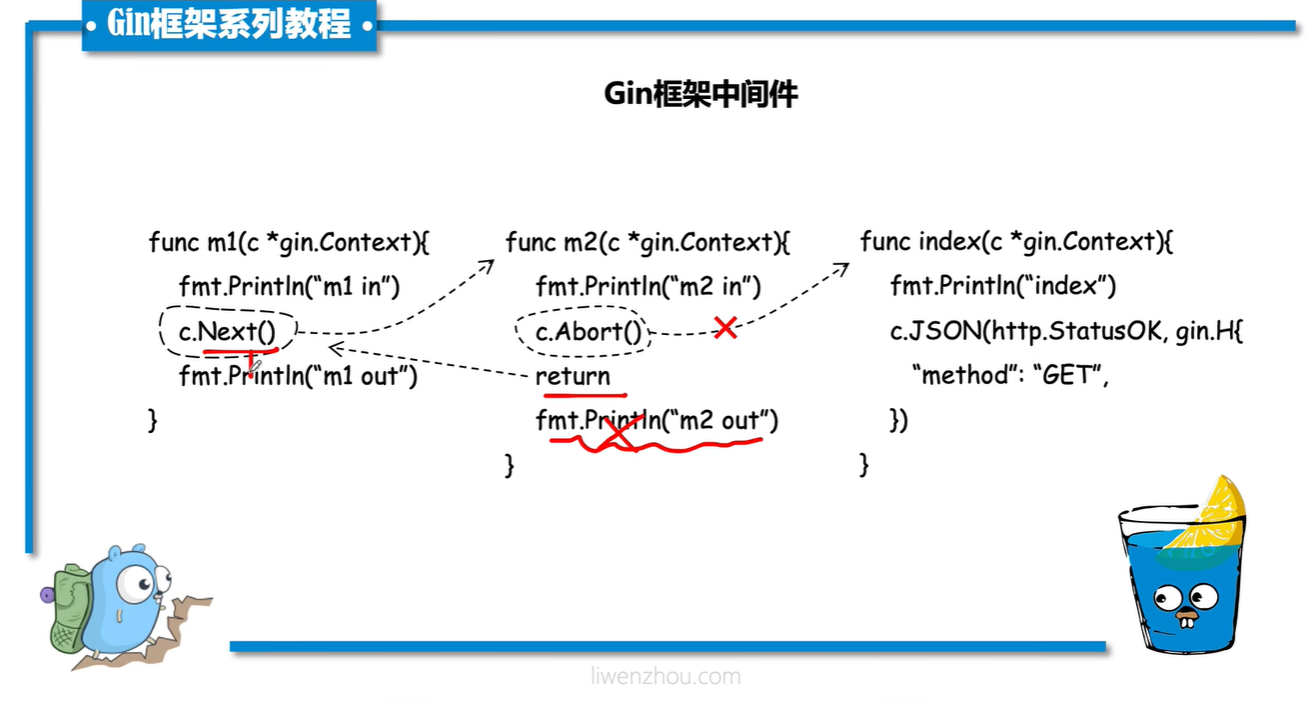 • Gin框架系列教程 •
Gin框架中间件
func m1(c *gin.Context){
fmt.Println(“m1 in”)
c.Next()
fmt.Println(“m1 out”)
}
func m2(c *gin.Context){
fmt.Println(“m2 in”)
c.Abort()
return
fmt.Println(“m2 out”)
}
func index(c *gin.Context){
fmt.Println(“index”)
c.JSON(http.StatusOK, gin.H{
“method”: “GET”,
})
}
liwenzhou.com